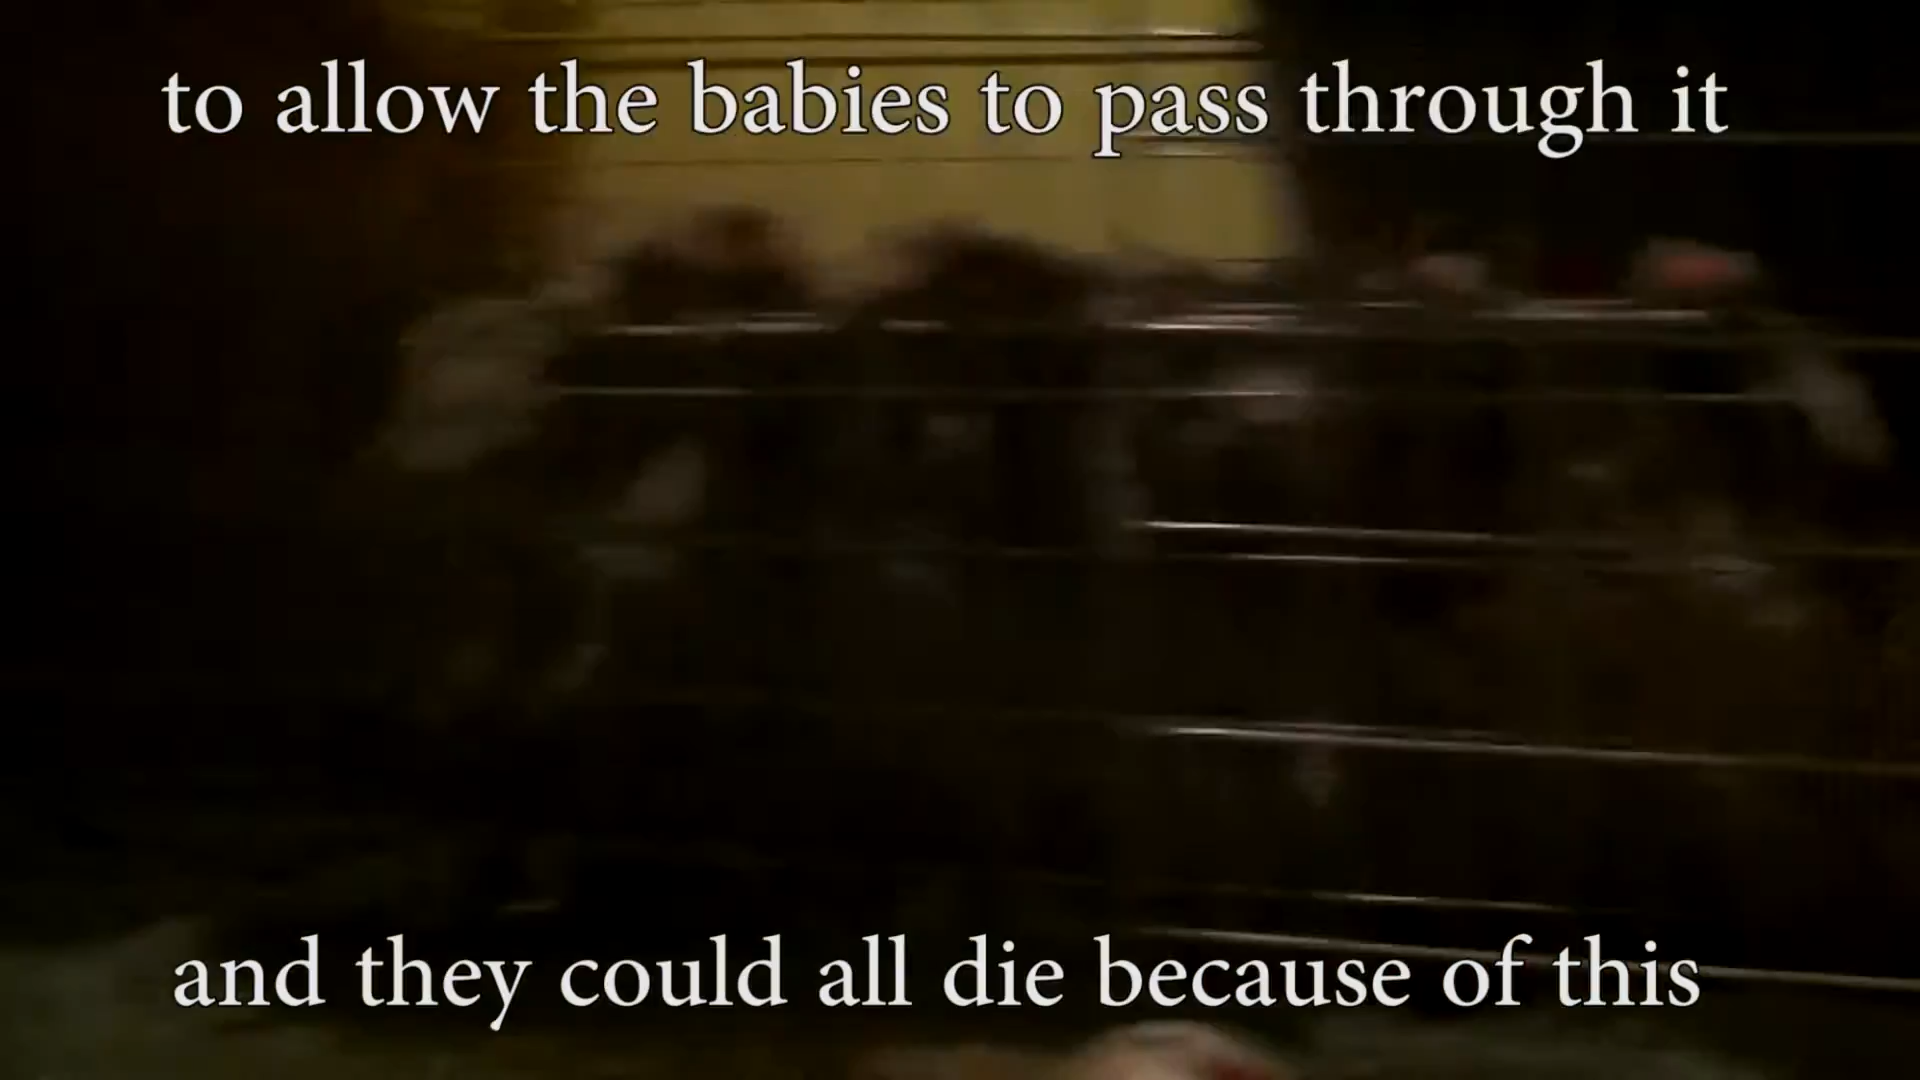 to allow the babies to pass through it
and they could all die because of this